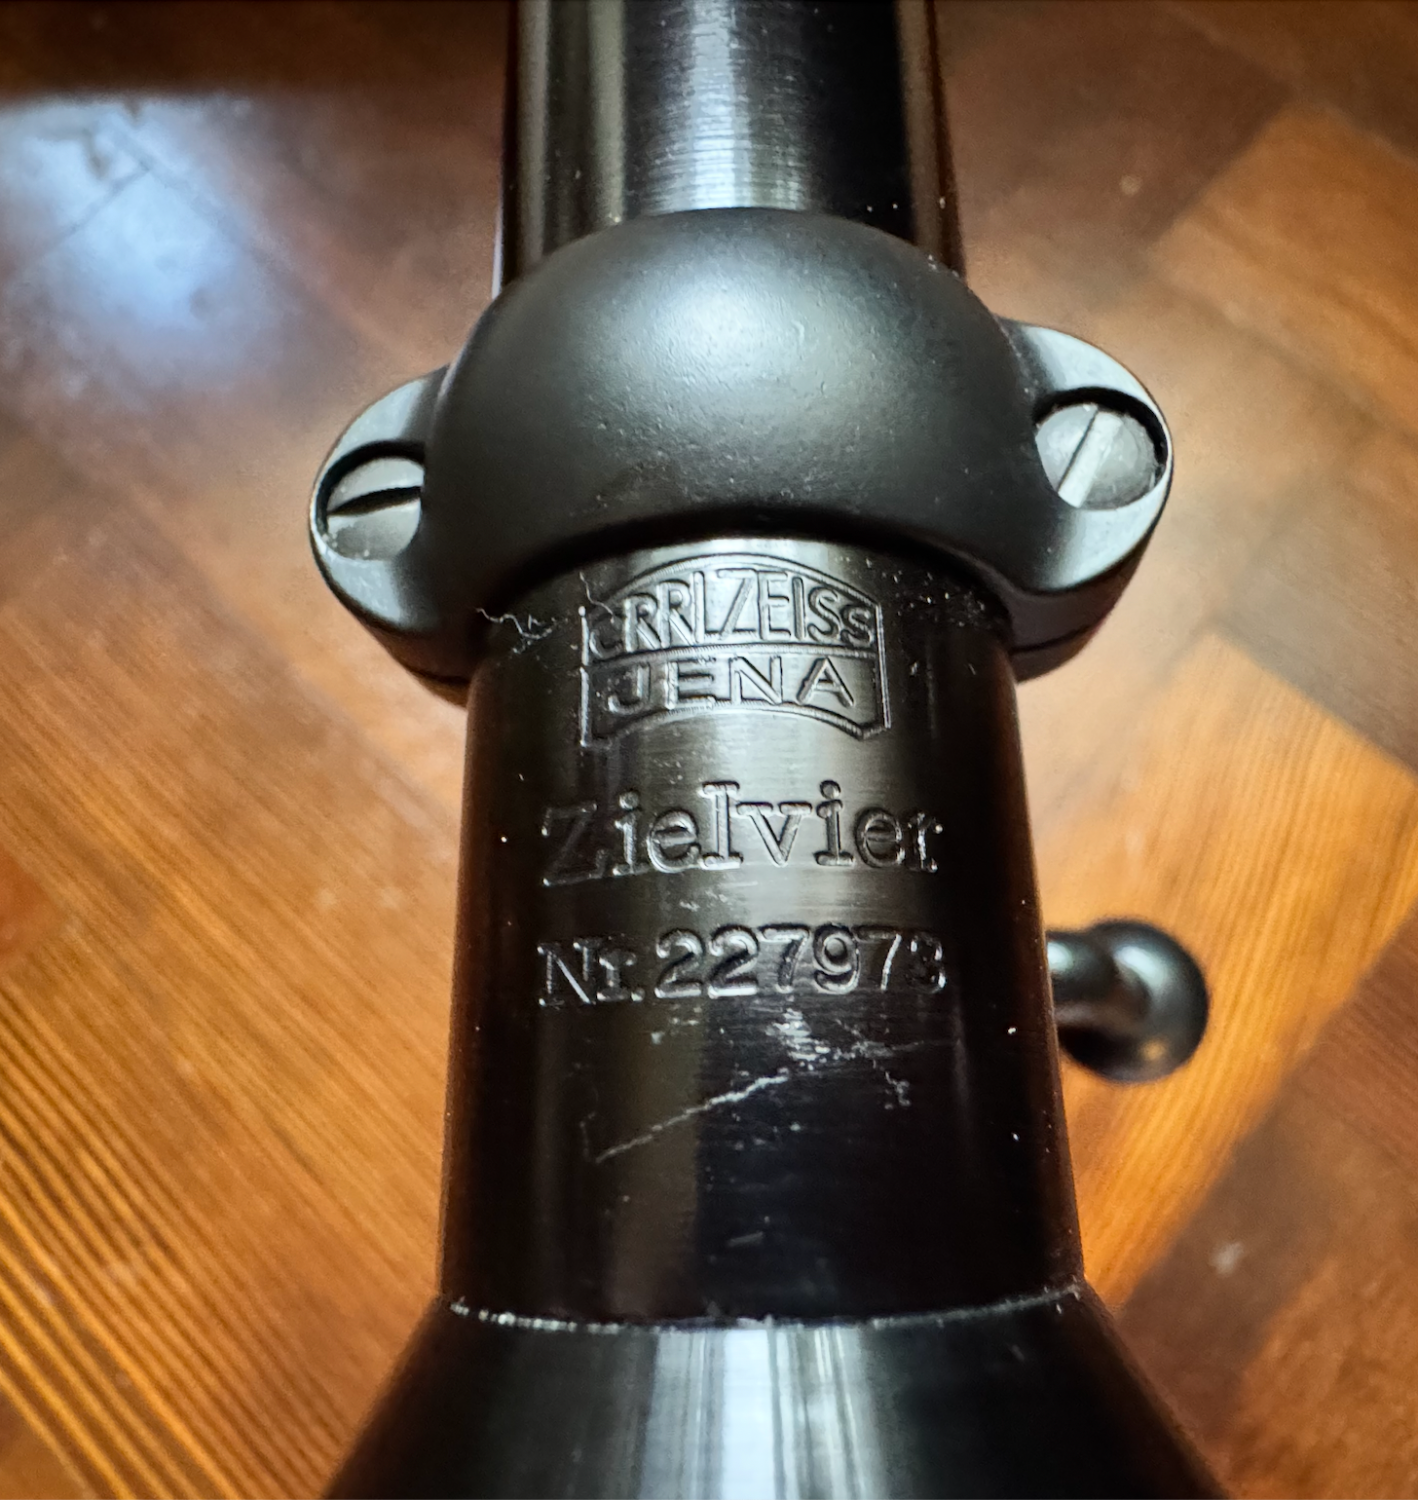 CARL ZEISS
JENA
Zielvier
Nr. 227973